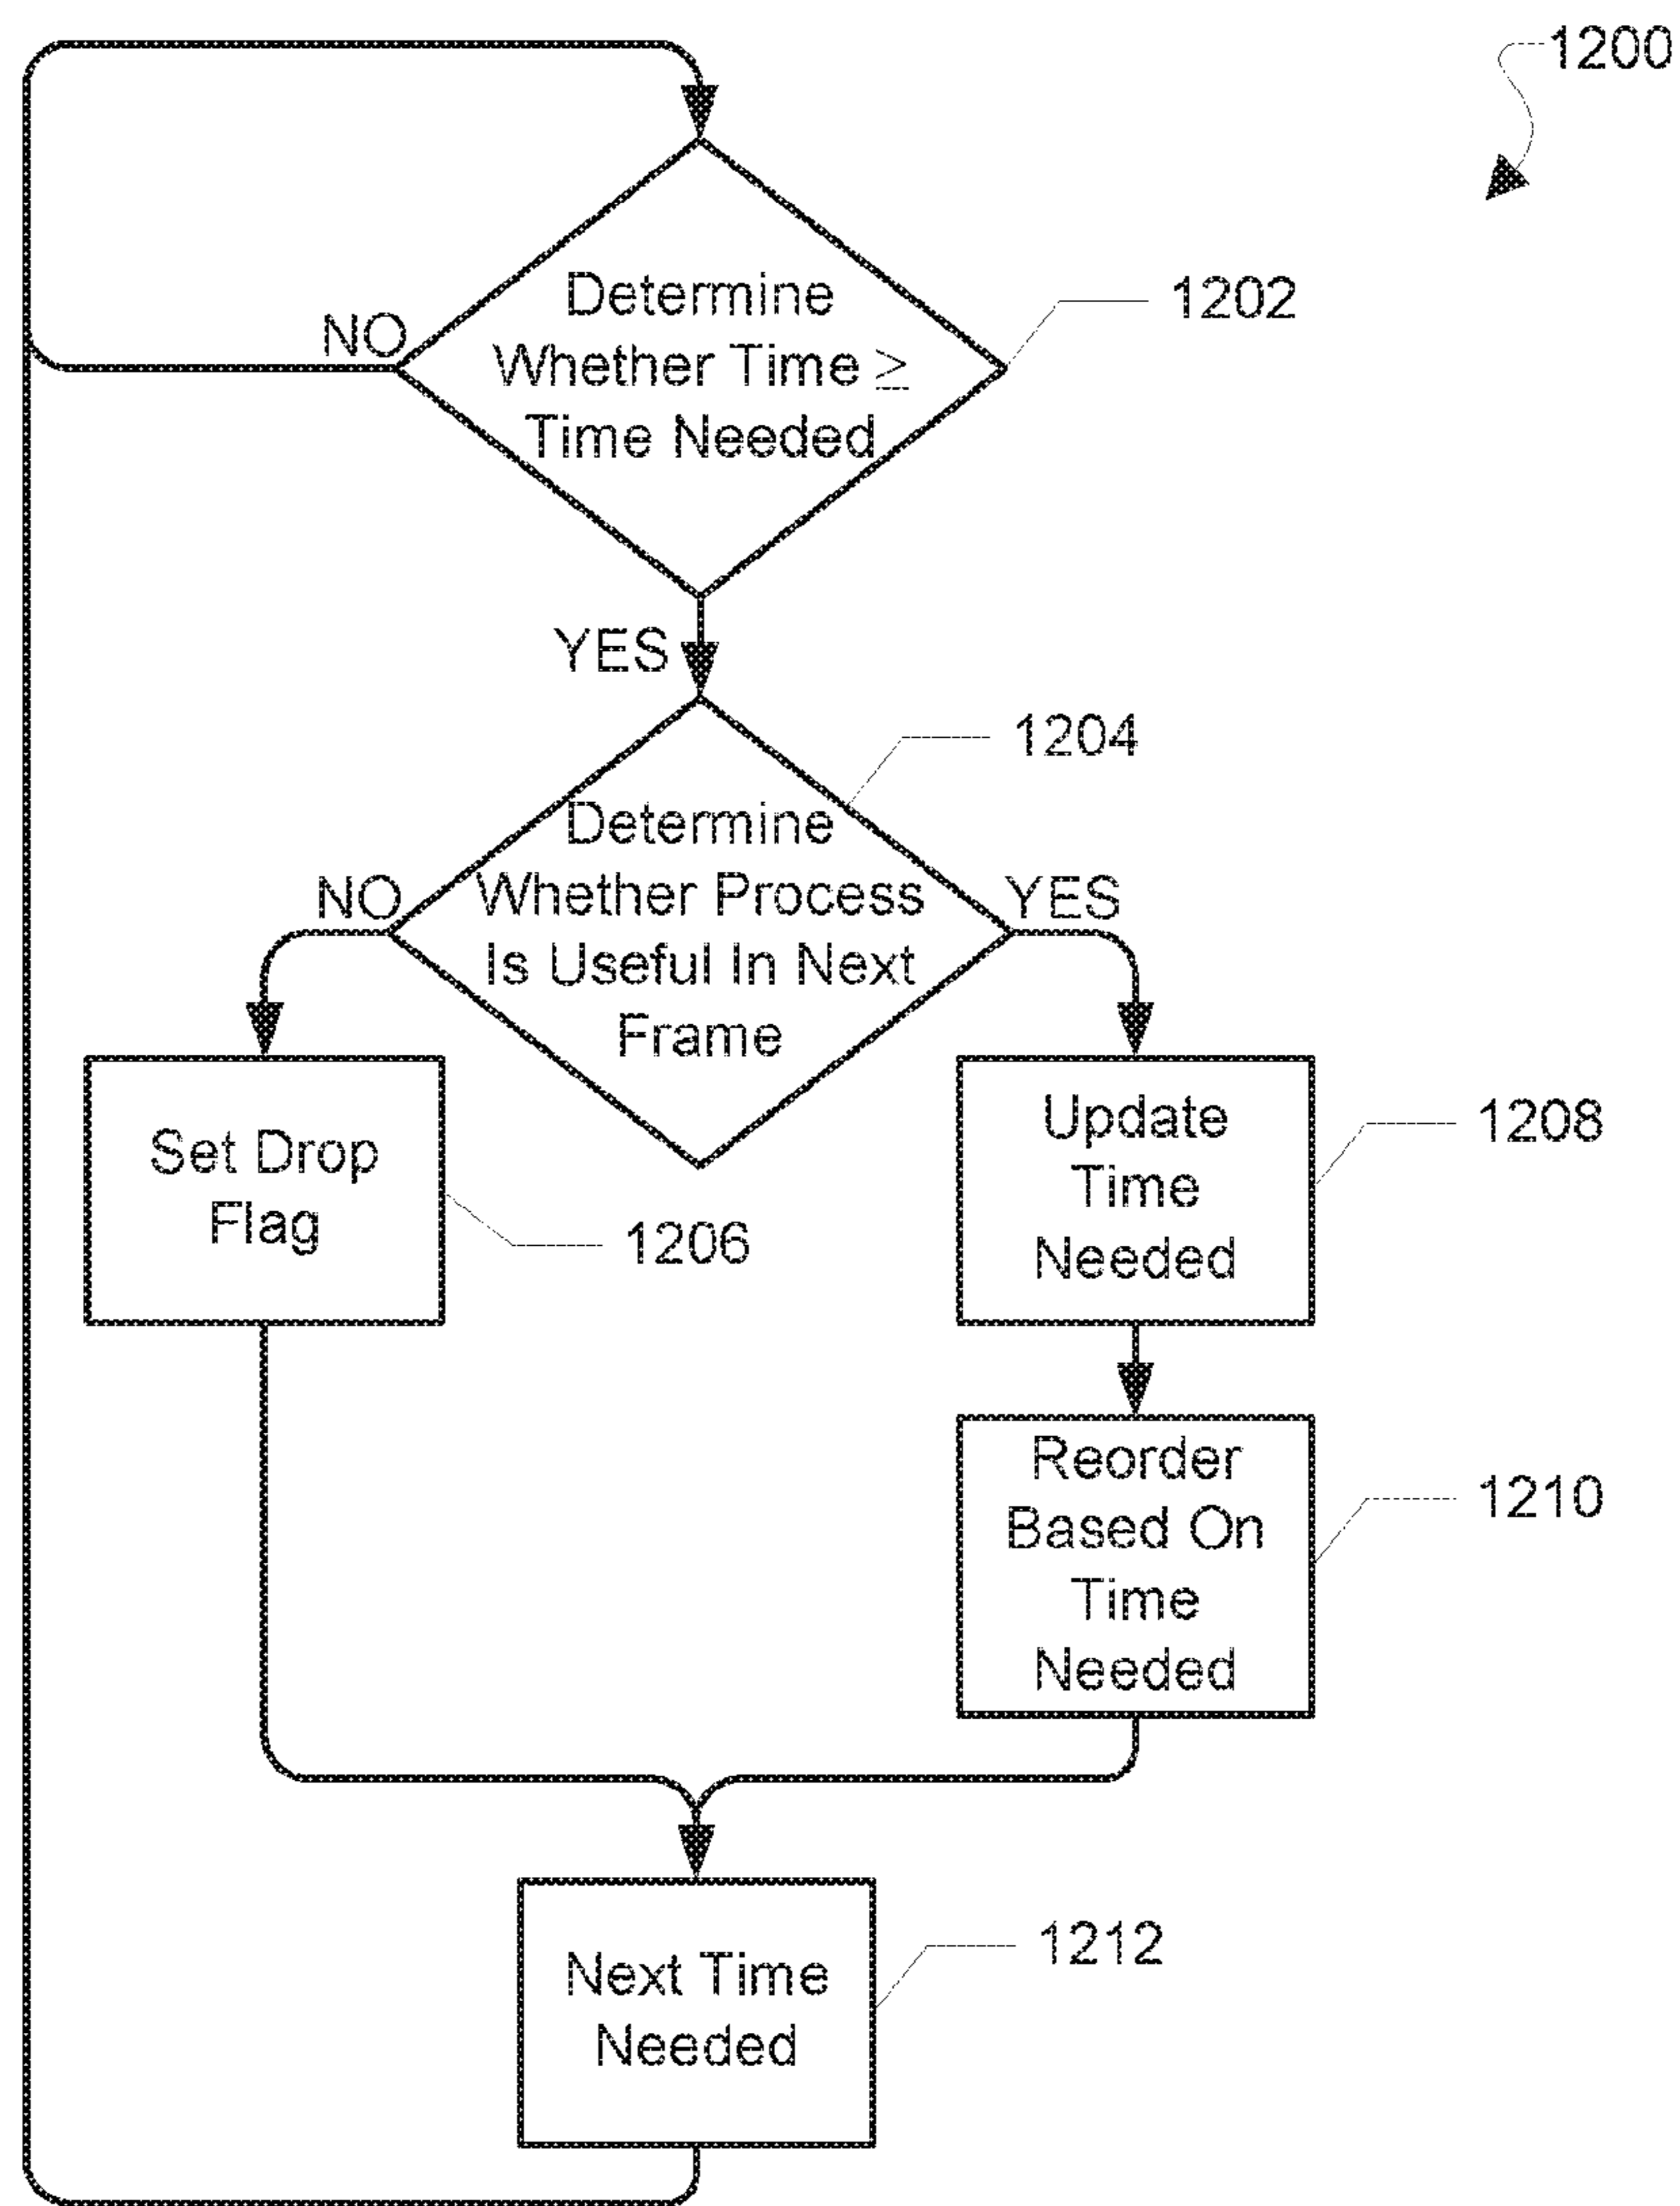 1200
Determine
Whether Time ≥
Time Needed
1202
NO
YES
1204
Determine
Whether Process
Is Useful In Next
Frame
NO
YES
Set Drop
Flag
1206
Update
Time
Needed
1208
Reorder
Based On
Time
Needed
1210
Next Time
Needed
1212